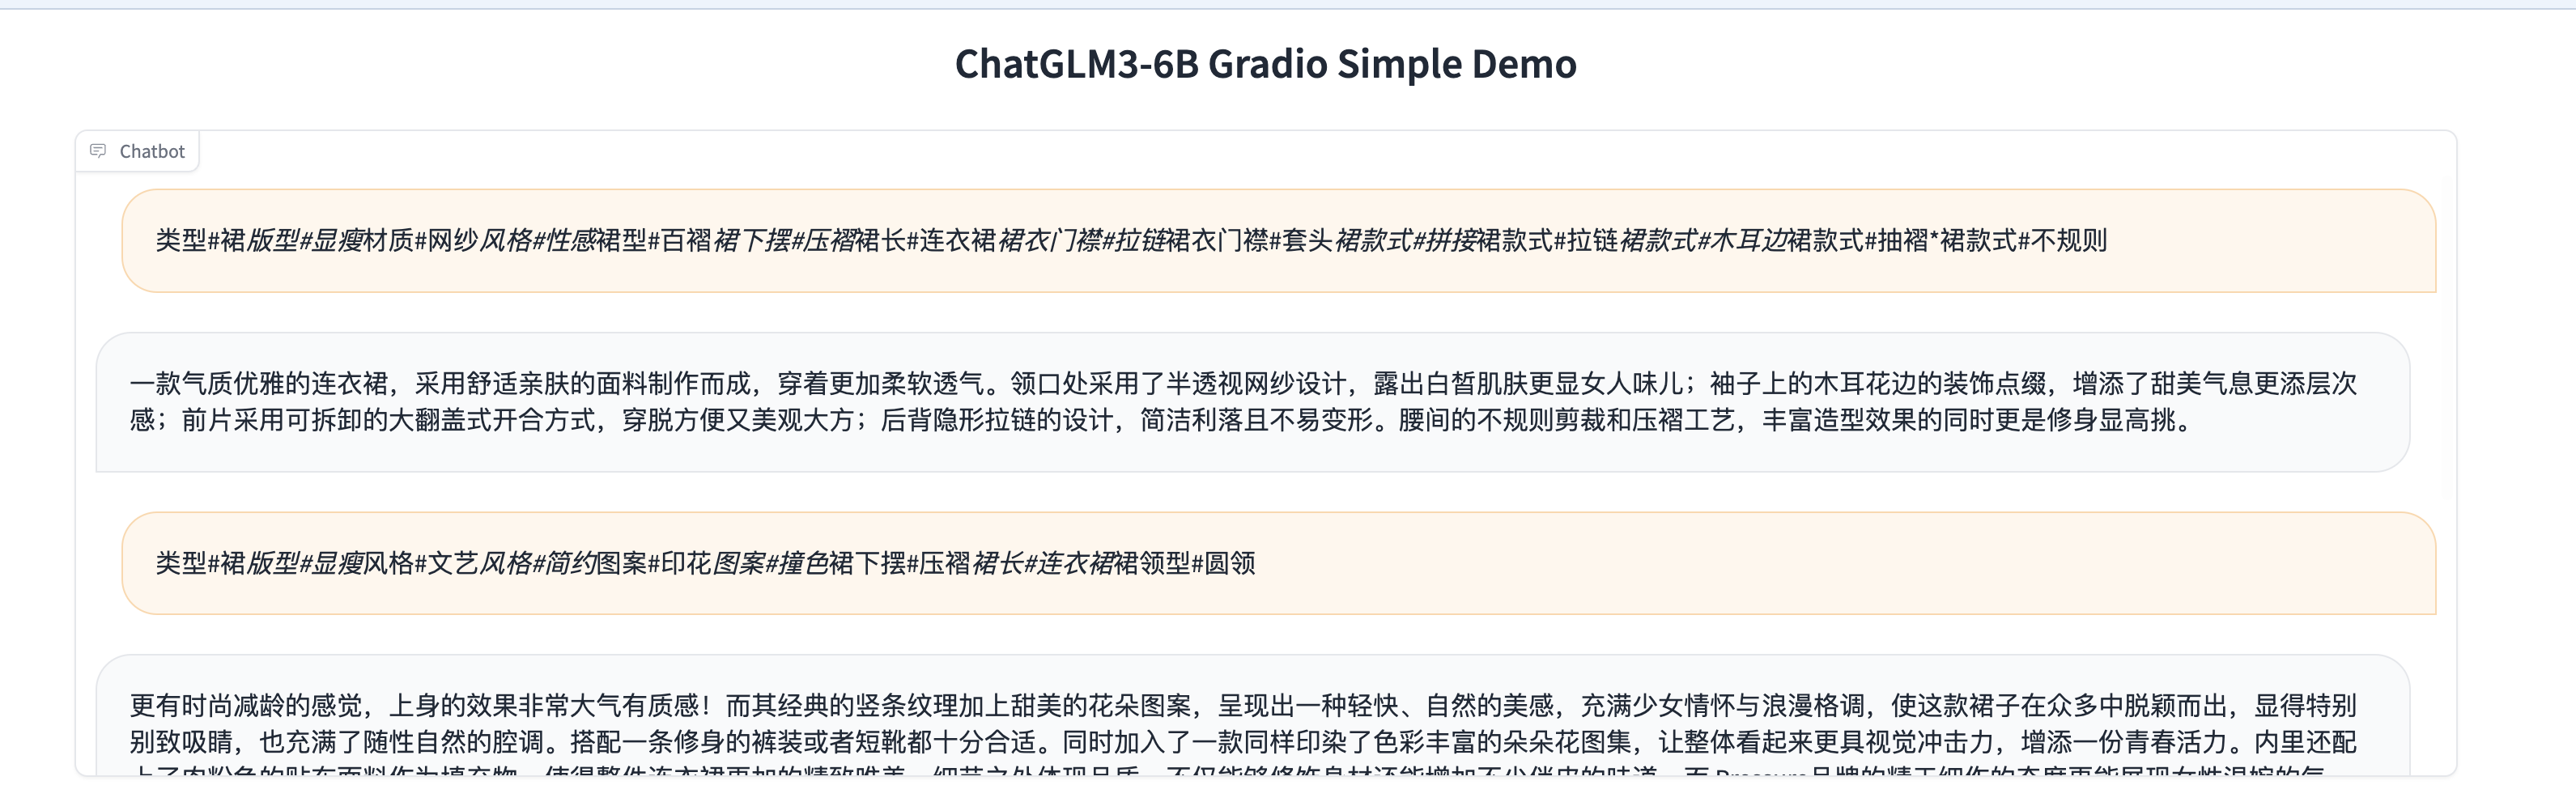 ChatGLM3-6B Gradio Simple Demo
Chatbot
类型#裙版型#显瘦材质#网纱风格#性感裙型#百褶裙下摆#压褶裙长#连衣裙裙衣门襟#拉链裙衣门襟#套头裙款式#拼接裙款式#拉链裙款式#木耳边裙款式#抽褶*裙款式#不规则
一款气质优雅的连衣裙，采用舒适亲肤的面料制作而成，穿着更加柔软透气。领口处采用了半透视网纱设计，露出白皙肌肤更显女人味儿；袖子上的木耳花边的装饰点缀，增添了甜美气息更添层次
感；前片采用可拆卸的大翻盖式开合方式，穿脱方便又美观大方；后背隐形拉链的设计，简洁利落且不易变形。腰间的不规则剪裁和压褶工艺，丰富造型效果的同时更是修身显高挑。
类型#裙版型#显瘦风格#文艺风格#简约图案#印花图案#撞色裙下摆#压褶裙长#连衣裙裙领型#圆领
更有时尚减龄的感觉，上身的效果非常大气有质感！而其经典的竖条纹理加上甜美的花朵图案，呈现出一种轻快、自然的美感，充满少女情怀与浪漫格调，使这款裙子在众多中脱颖而出，显得特别
别致吸睛，也充满了随性自然的腔调。搭配一条修身的裤装或者短靴都十分合适。同时加入了一款同样印染了色彩丰富的朵朵花图集，让整体看起来更具视觉冲击力，增添一份青春活力。内里还配